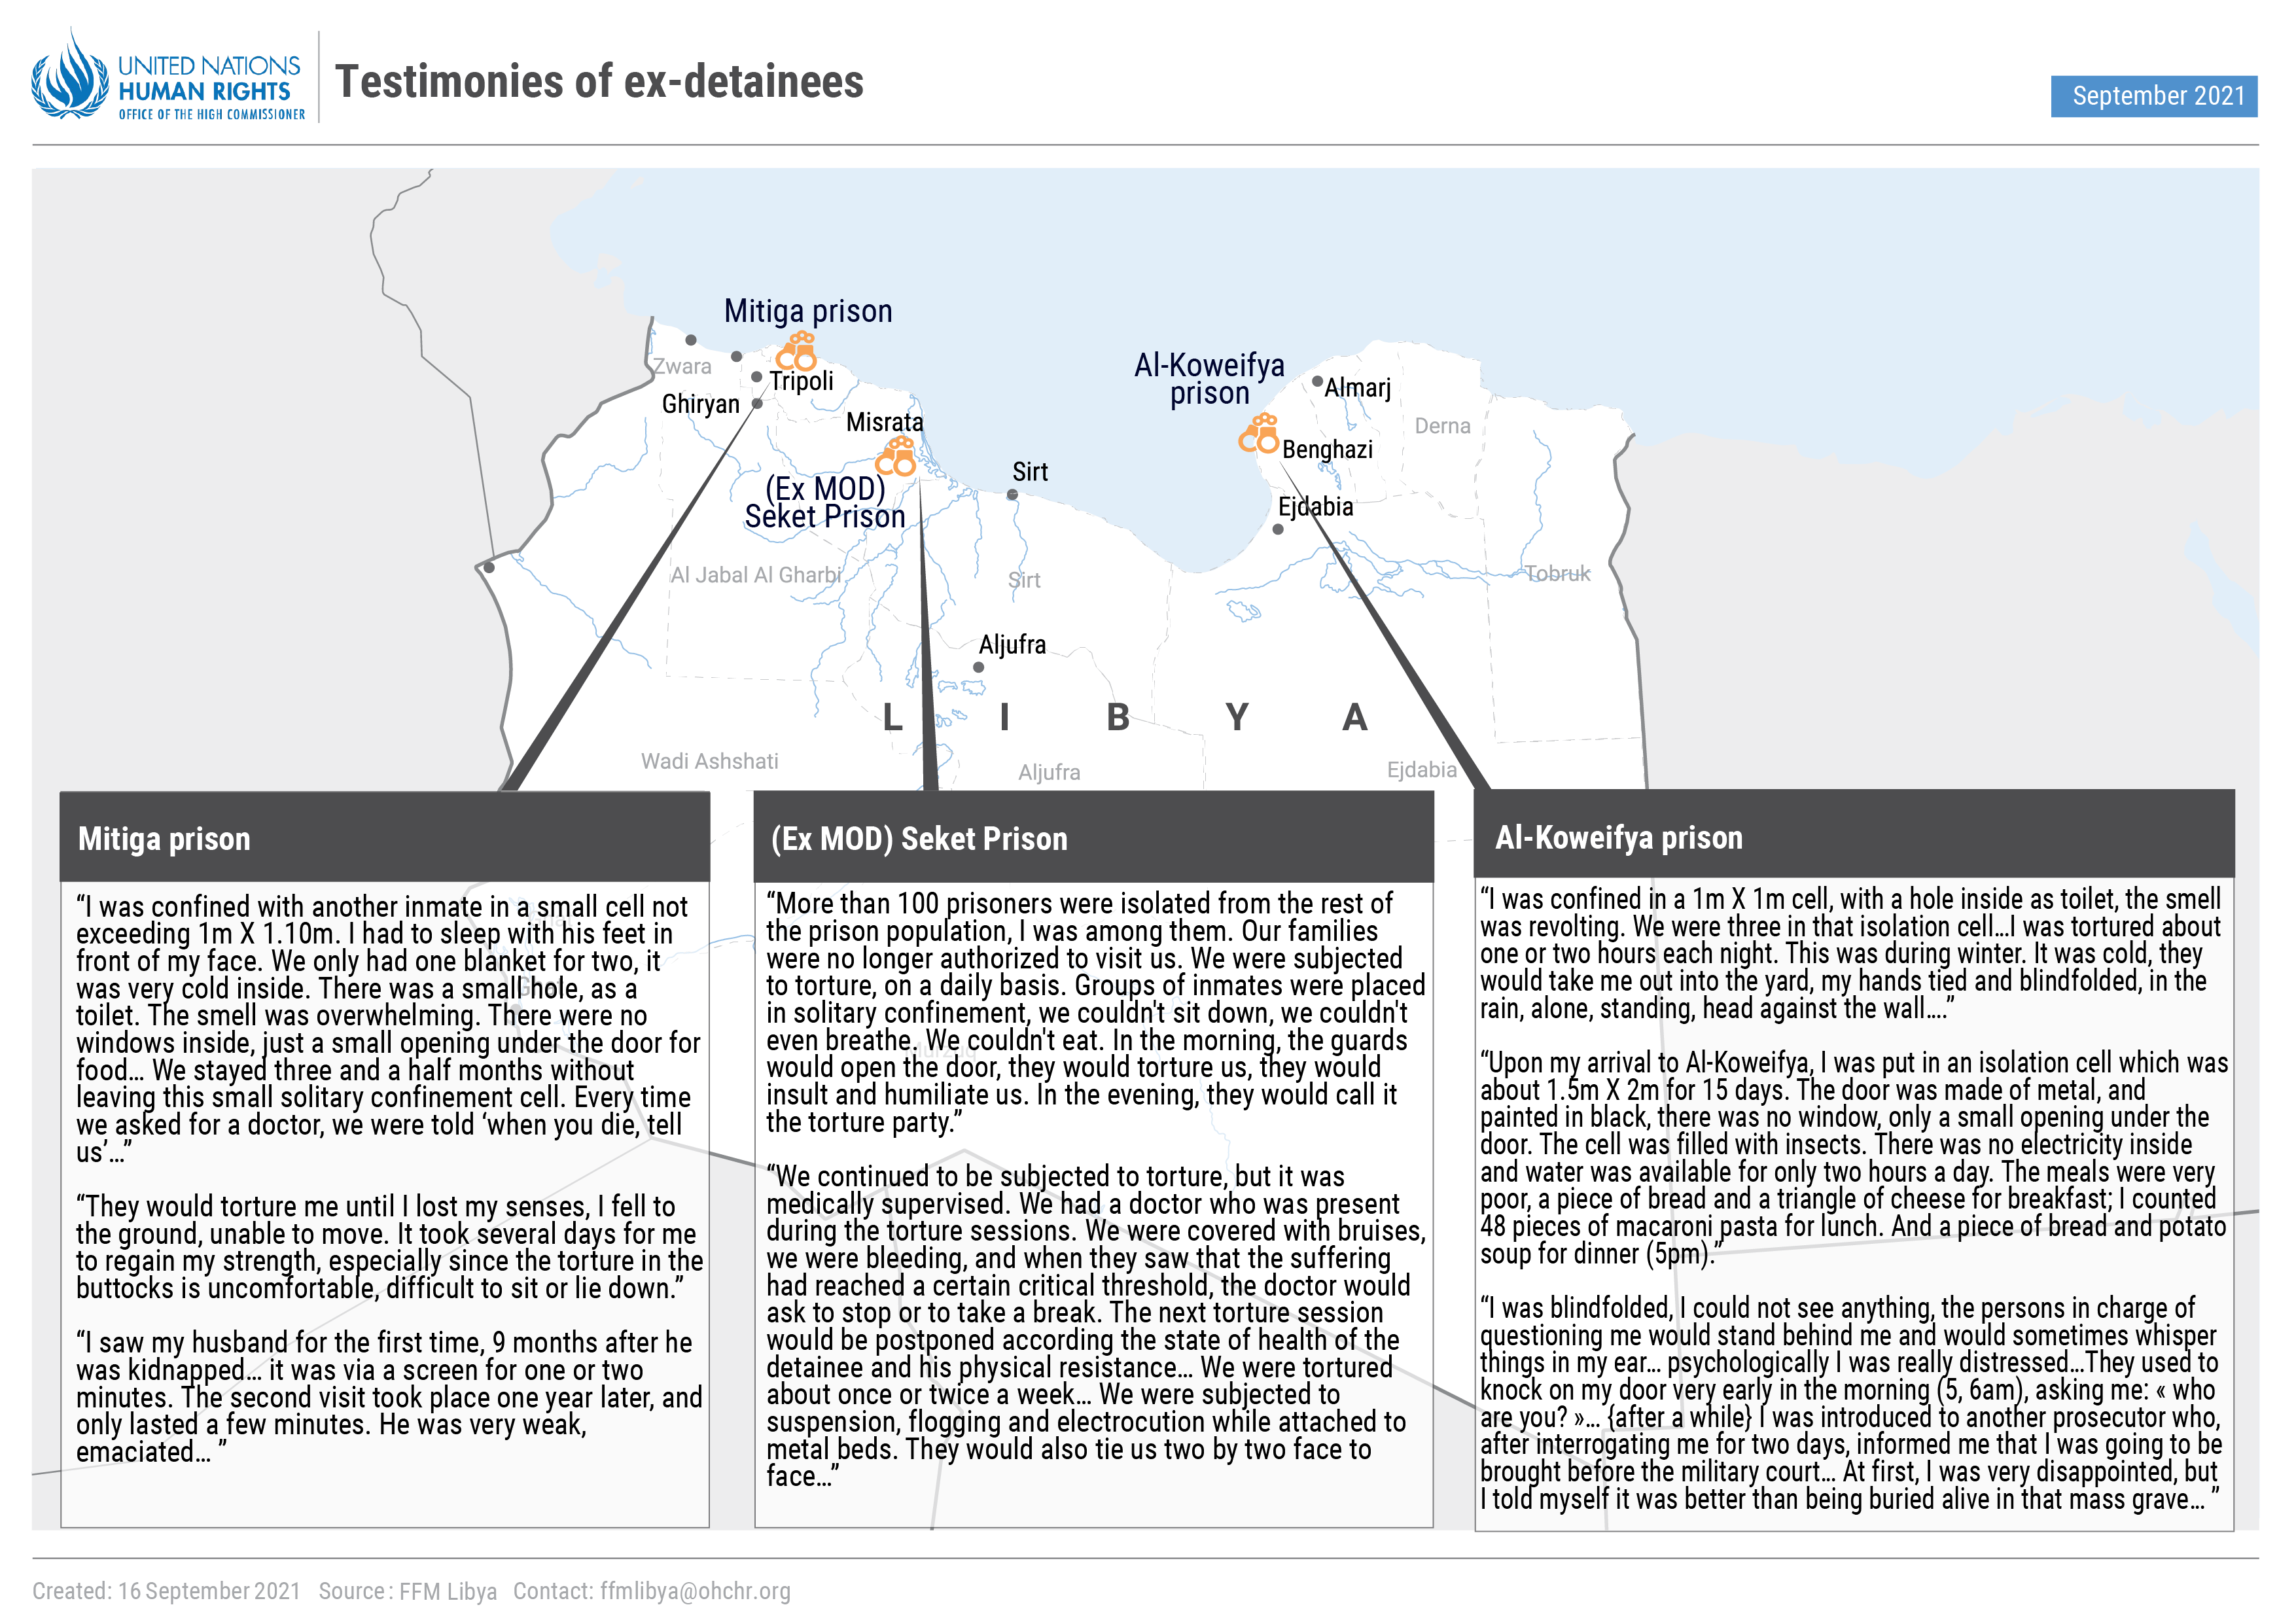 UNITED NATIONS
HUMAN RIGHTS
OFFICE OF THE HIGH COMMISSIONER
Testimonies of ex-detainees
September 2021
Mitiga prison
Zwara
Tripoli
Ghiryan
Misrata
(Ex MOD)
Seket Prison
Sirt
Al-Koweifya
prison
Almarj
Derna
Benghazi
Ejdabia
Al Jabal Al Gharbi
Sirt
Tobruk
Aljufra
L I B Y A
Wadi Ashshati
Aljufra
Ejdabia
Mitiga prison
“I was confined with another inmate in a small cell not
exceeding 1m X 1.10m. I had to sleep with his feet in
front of my face. We only had one blanket for two, it
was very cold inside. There was a small hole, as a
toilet. The smell was overwhelming. There were no
windows inside, just a small opening under the door for
food... We stayed three and a half months without
leaving this small solitary confinement cell. Every time
we asked for a doctor, we were told ‘when you die, tell
us’...”
“They would torture me until I lost my senses, I fell to
the ground, unable to move. It took several days for me
to regain my strength, especially since the torture in the
buttocks is uncomfortable, difficult to sit or lie down.”
“I saw my husband for the first time, 9 months after he
was kidnapped... it was via a screen for one or two
minutes. The second visit took place one year later, and
only lasted a few minutes. He was very weak,
emaciated... ”
(Ex MOD) Seket Prison
“More than 100 prisoners were isolated from the rest of
the prison population, I was among them. Our families
were no longer authorized to visit us. We were subjected
to torture, on a daily basis. Groups of inmates were placed
in solitary confinement, we couldn't sit down, we couldn't
even breathe. We couldn't eat. In the morning, the guards
would open the door, they would torture us, they would
insult and humiliate us. In the evening, they would call it
the torture party.”
“We continued to be subjected to torture, but it was
medically supervised. We had a doctor who was present
during the torture sessions. We were covered with bruises,
we were bleeding, and when they saw that the suffering
had reached a certain critical threshold, the doctor would
ask to stop or to take a break. The next torture session
would be postponed according the state of health of the
detainee and his physical resistance... We were tortured
about once or twice a week... We were subjected to
suspension, flogging and electrocution while attached to
metal beds. They would also tie us two by two face to
face...”
Al-Koweifya prison
“I was confined in a 1m X 1m cell, with a hole inside as toilet, the smell
was revolting. We were three in that isolation cell...I was tortured about
one or two hours each night. This was during winter. It was cold, they
would take me out into the yard, my hands tied and blindfolded, in the
rain, alone, standing, head against the wall....”
“Upon my arrival to Al-Koweifya, I was put in an isolation cell which was
about 1.5m X 2m for 15 days. The door was made of metal, and
painted in black, there was no window, only a small opening under the
door. The cell was filled with insects. There was no electricity inside
and water was available for only two hours a day. The meals were very
poor, a piece of bread and a triangle of cheese for breakfast; I counted
48 pieces of macaroni pasta for lunch. And a piece of bread and potato
soup for dinner (5pm).”
“I was blindfolded, I could not see anything, the persons in charge of
questioning me would stand behind me and would sometimes whisper
things in my ear... psychologically I was really distressed...They used to
knock on my door very early in the morning (5, 6am), asking me: « who
are you? »... {after a while} I was introduced to another prosecutor who,
after interrogating me for two days, informed me that I was going to be
brought before the military court... At first, I was very disappointed, but
I told myself it was better than being buried alive in that mass grave... ”
Created: 16 September 2021 Source : FFM Libya Contact: ffmlibya@ohchr.org